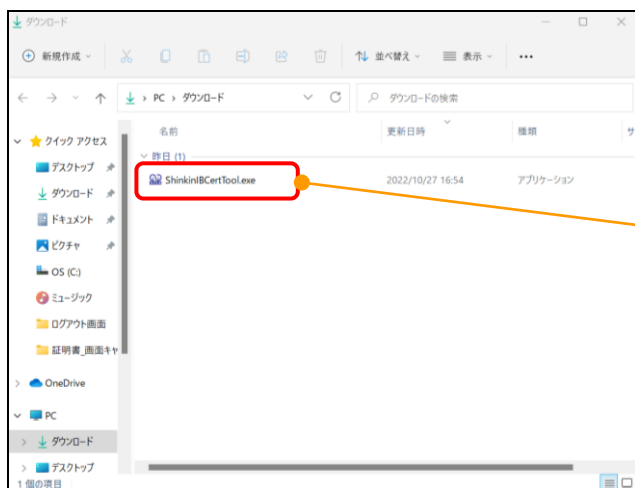 ダウンロード
新規作成
並べ替え
表示
PC › ダウンロード
ダウンロードの検索
名前 更新日時 種類 サ
昨日 (1)
ShinkinIBCertTool.exe 2022/10/27 16:54 アプリケーション
クイック アクセス
デスクトップ
ダウンロード
ドキュメント
ピクチャ
OS (C:)
ミュージック
ログアウト画面
証明書_画面キャ
OneDrive
PC
ダウンロード
デスクトップ
1 個の項目